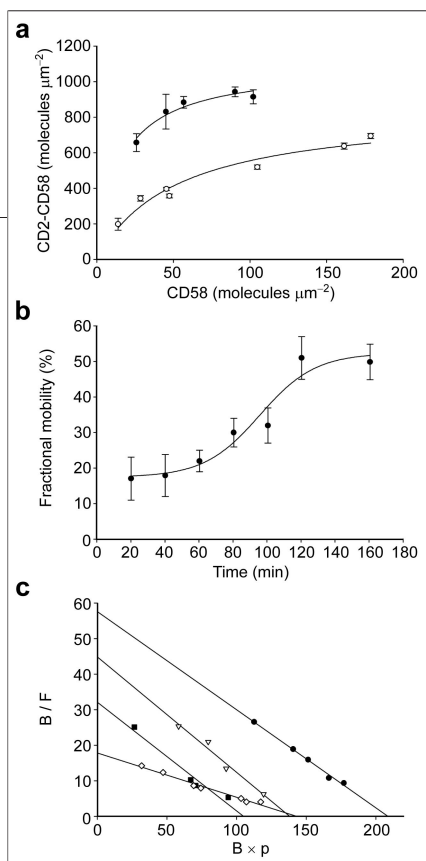 a
1200
1000
800
600
400
200
0
CD2-CD58 (molecules μm⁻²)
0 50 100 150 200
CD58 (molecules μm⁻²)
b
60
50
40
30
20
10
0
Fractional mobility (%)
0 20 40 60 80 100 120 140 160 180
Time (min)
c
60
50
40
30
20
10
0
B / F
0 50 100 150 200
B × p